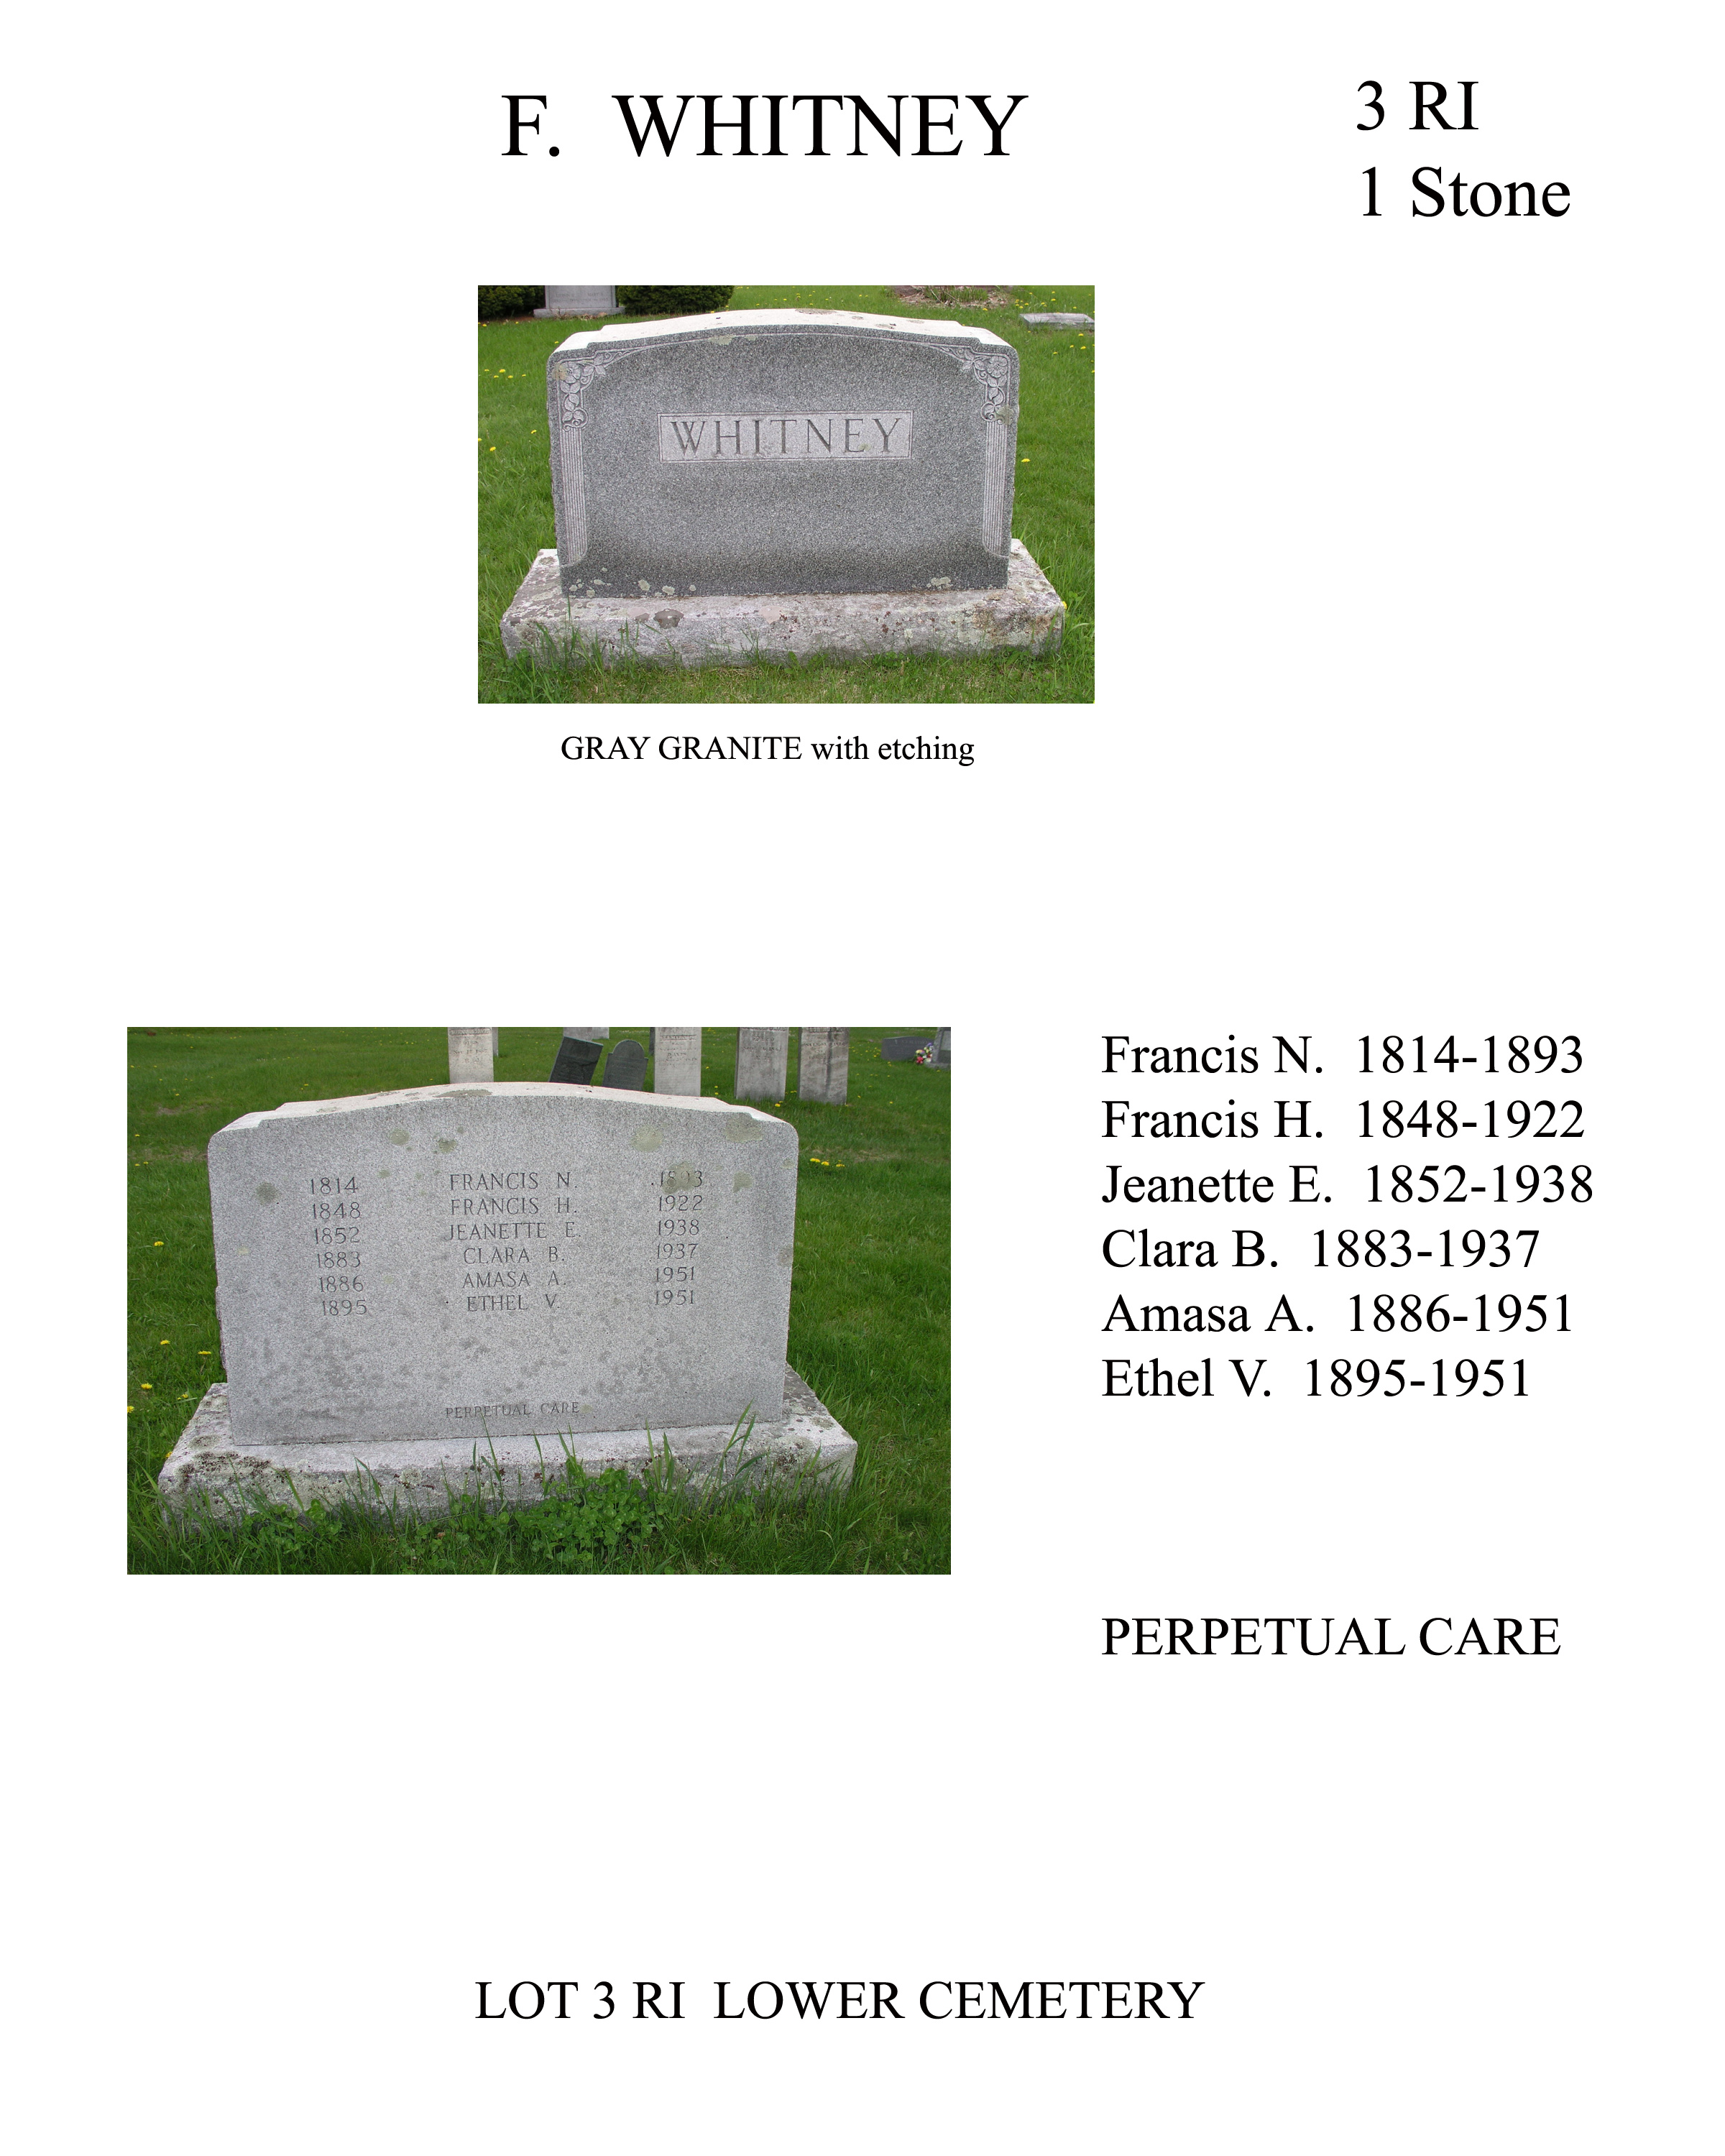 F. WHITNEY
3 RI
1 Stone
WHITNEY
GRAY GRANITE with etching
1814 FRANCIS N.
1848 FRANCIS H. 1922
1852 JEANETTE E. 1938
1883 CLARA B. 1937
1886 AMASA A. 1951
1895 ETHEL V. 1951
PERPETUAL CARE
Francis N. 1814-1893
Francis H. 1848-1922
Jeanette E. 1852-1938
Clara B. 1883-1937
Amasa A. 1886-1951
Ethel V. 1895-1951
PERPETUAL CARE
LOT 3 RI LOWER CEMETERY